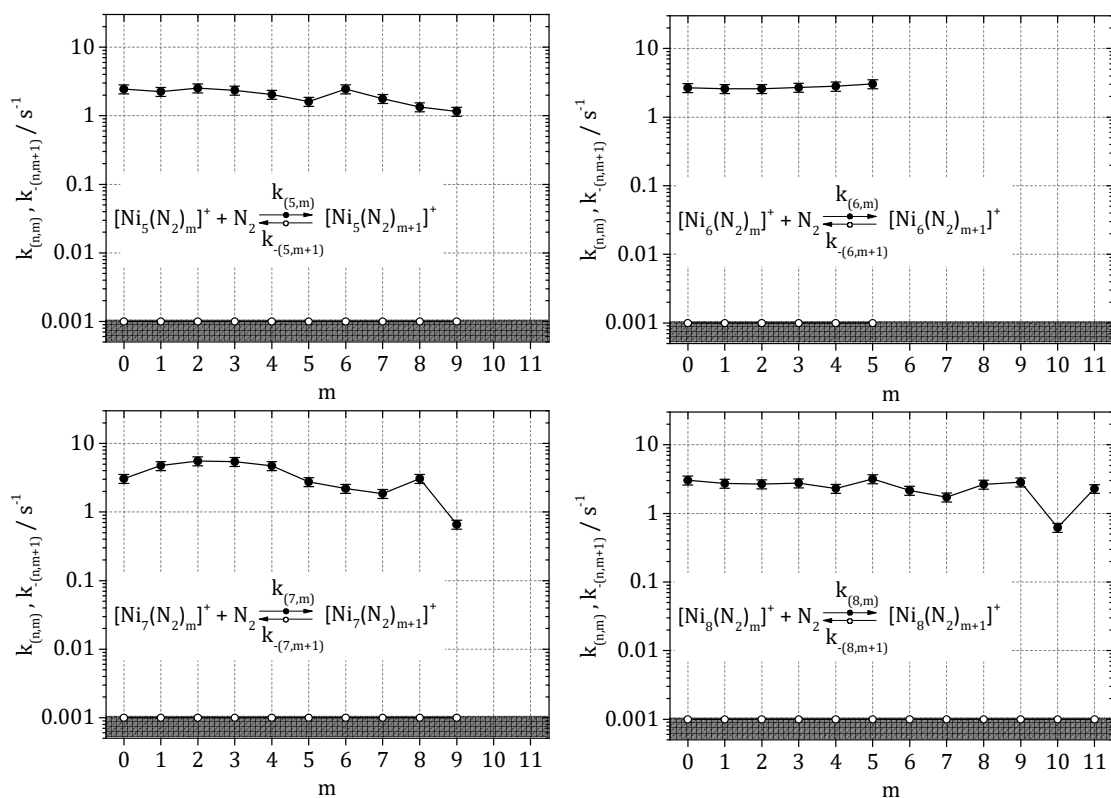 10
1
0.1
0.01
0.001
k(n,m) , k-(n,m+1) / s-1
k(5,m)
[Ni5(N2)m]+ + N2 [Ni5(N2)m+1]+
k-(5,m+1)
0 1 2 3 4 5 6 7 8 9 10 11
m
10
1
0.1
0.01
0.001
k(n,m) , k-(n,m+1) / s-1
k(6,m)
[Ni6(N2)m]+ + N2 [Ni6(N2)m+1]+
k-(6,m+1)
0 1 2 3 4 5 6 7 8 9 10 11
m
10
1
0.1
0.01
0.001
k(n,m) , k-(n,m+1) / s-1
k(7,m)
[Ni7(N2)m]+ + N2 [Ni7(N2)m+1]+
k-(7,m+1)
0 1 2 3 4 5 6 7 8 9 10 11
m
10
1
0.1
0.01
0.001
k(n,m) , k-(n,m+1) / s-1
k(8,m)
[Ni8(N2)m]+ + N2 [Ni8(N2)m+1]+
k-(8,m+1)
0 1 2 3 4 5 6 7 8 9 10 11
m